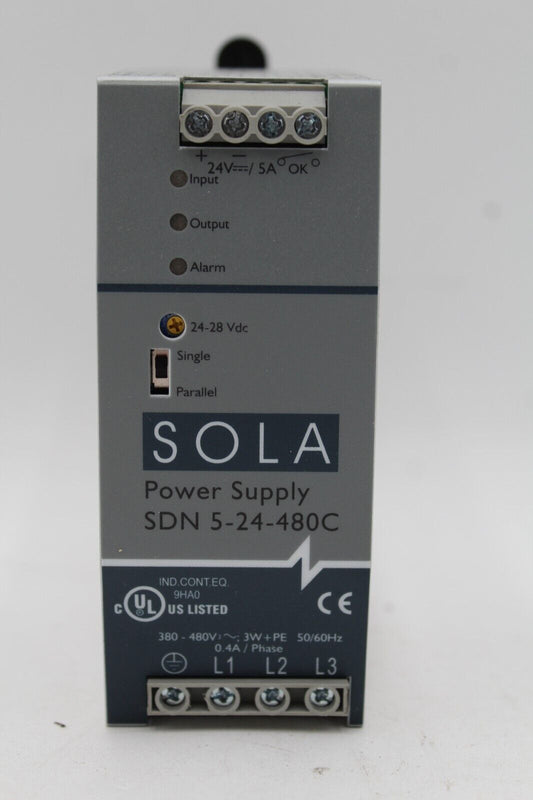 + −
24V⎓/ 5A OK
Input
Output
Alarm
24-28 Vdc
Single
Parallel
SOLA
Power Supply
SDN 5-24-480C
IND.CONT.EQ.
9HA0
C UL US LISTED CE
380 - 480V 3W+PE 50/60Hz
0.4A / Phase
L1 L2 L3